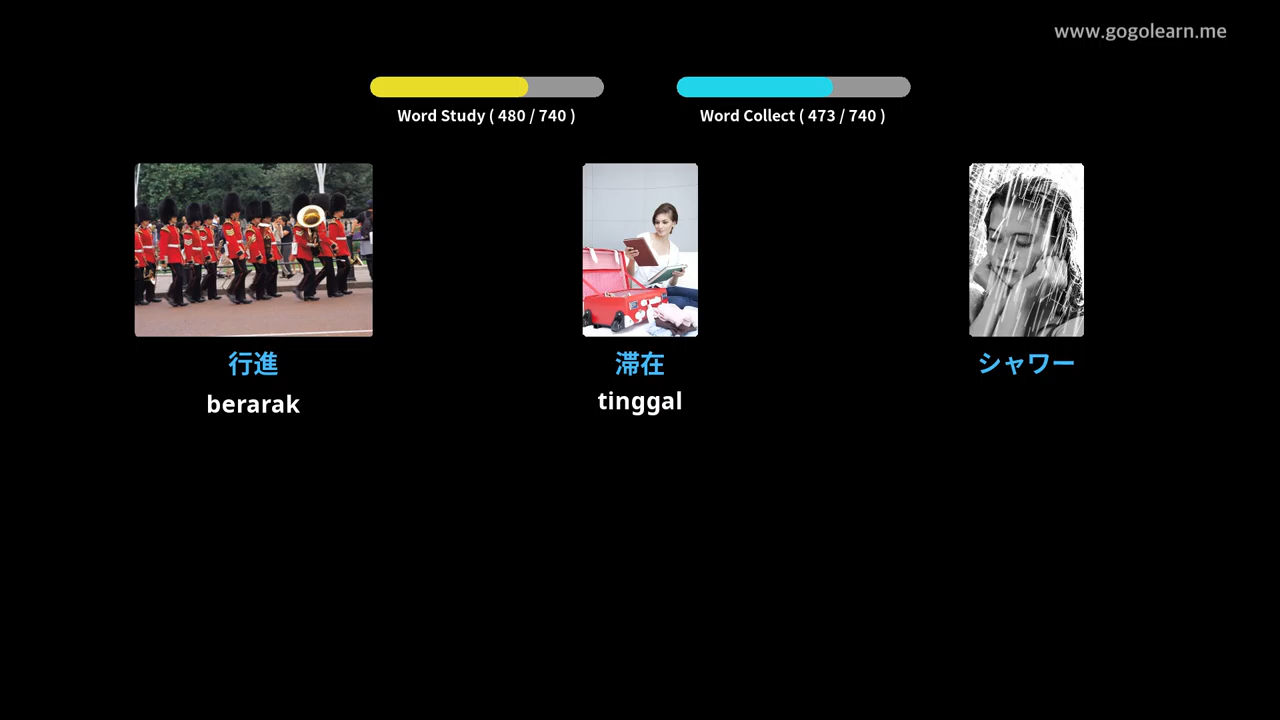 www.gogolearn.me
Word Study ( 480 / 740 )
Word Collect ( 473 / 740 )
行進
滞在
シャワー
berarak
tinggal